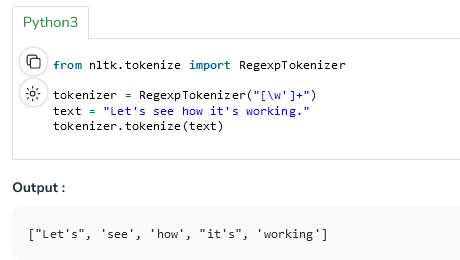 Python3
from nltk.tokenize import RegexpTokenizer
tokenizer = RegexpTokenizer("[\w']+")
text = "Let's see how it's working."
tokenizer.tokenize(text)
Output :
["Let's", 'see', 'how', "it's", 'working']